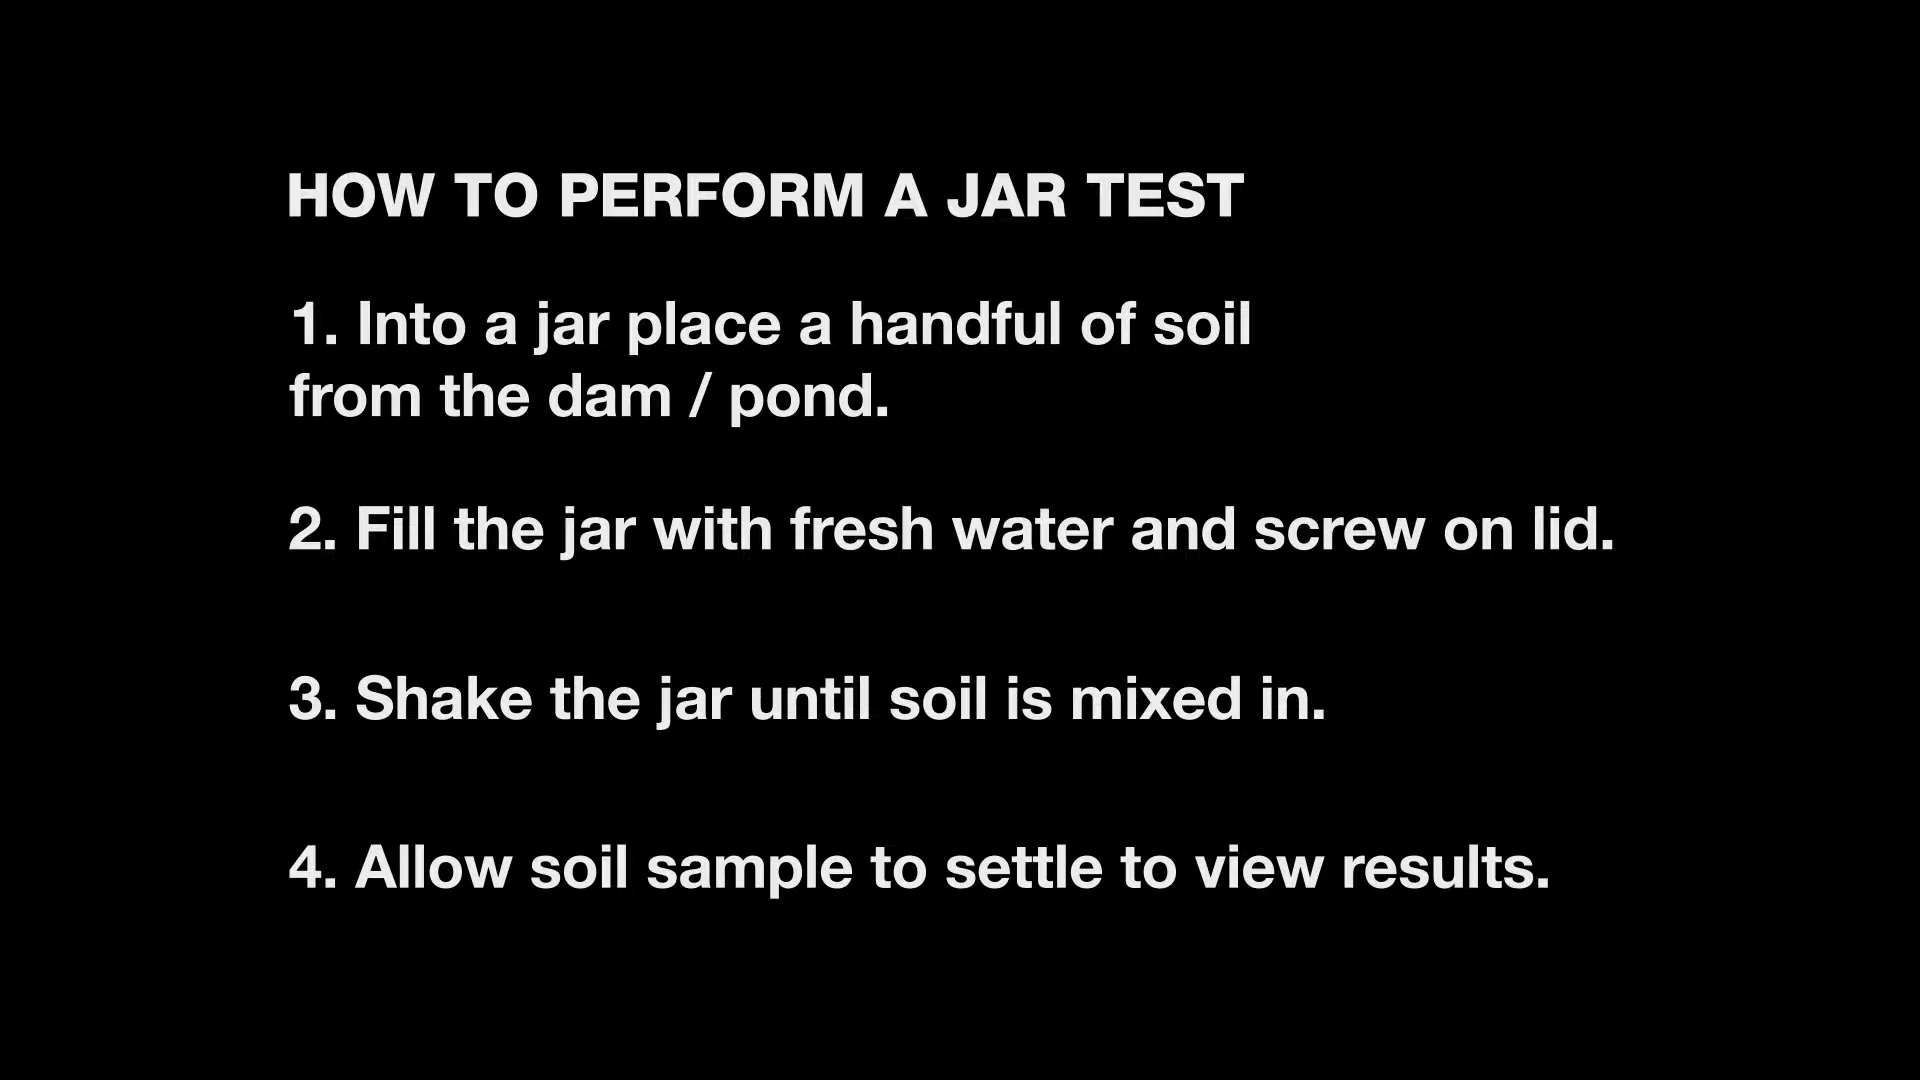 HOW TO PERFORM A JAR TEST
1. Into a jar place a handful of soil
from the dam / pond.
2. Fill the jar with fresh water and screw on lid.
3. Shake the jar until soil is mixed in.
4. Allow soil sample to settle to view results.